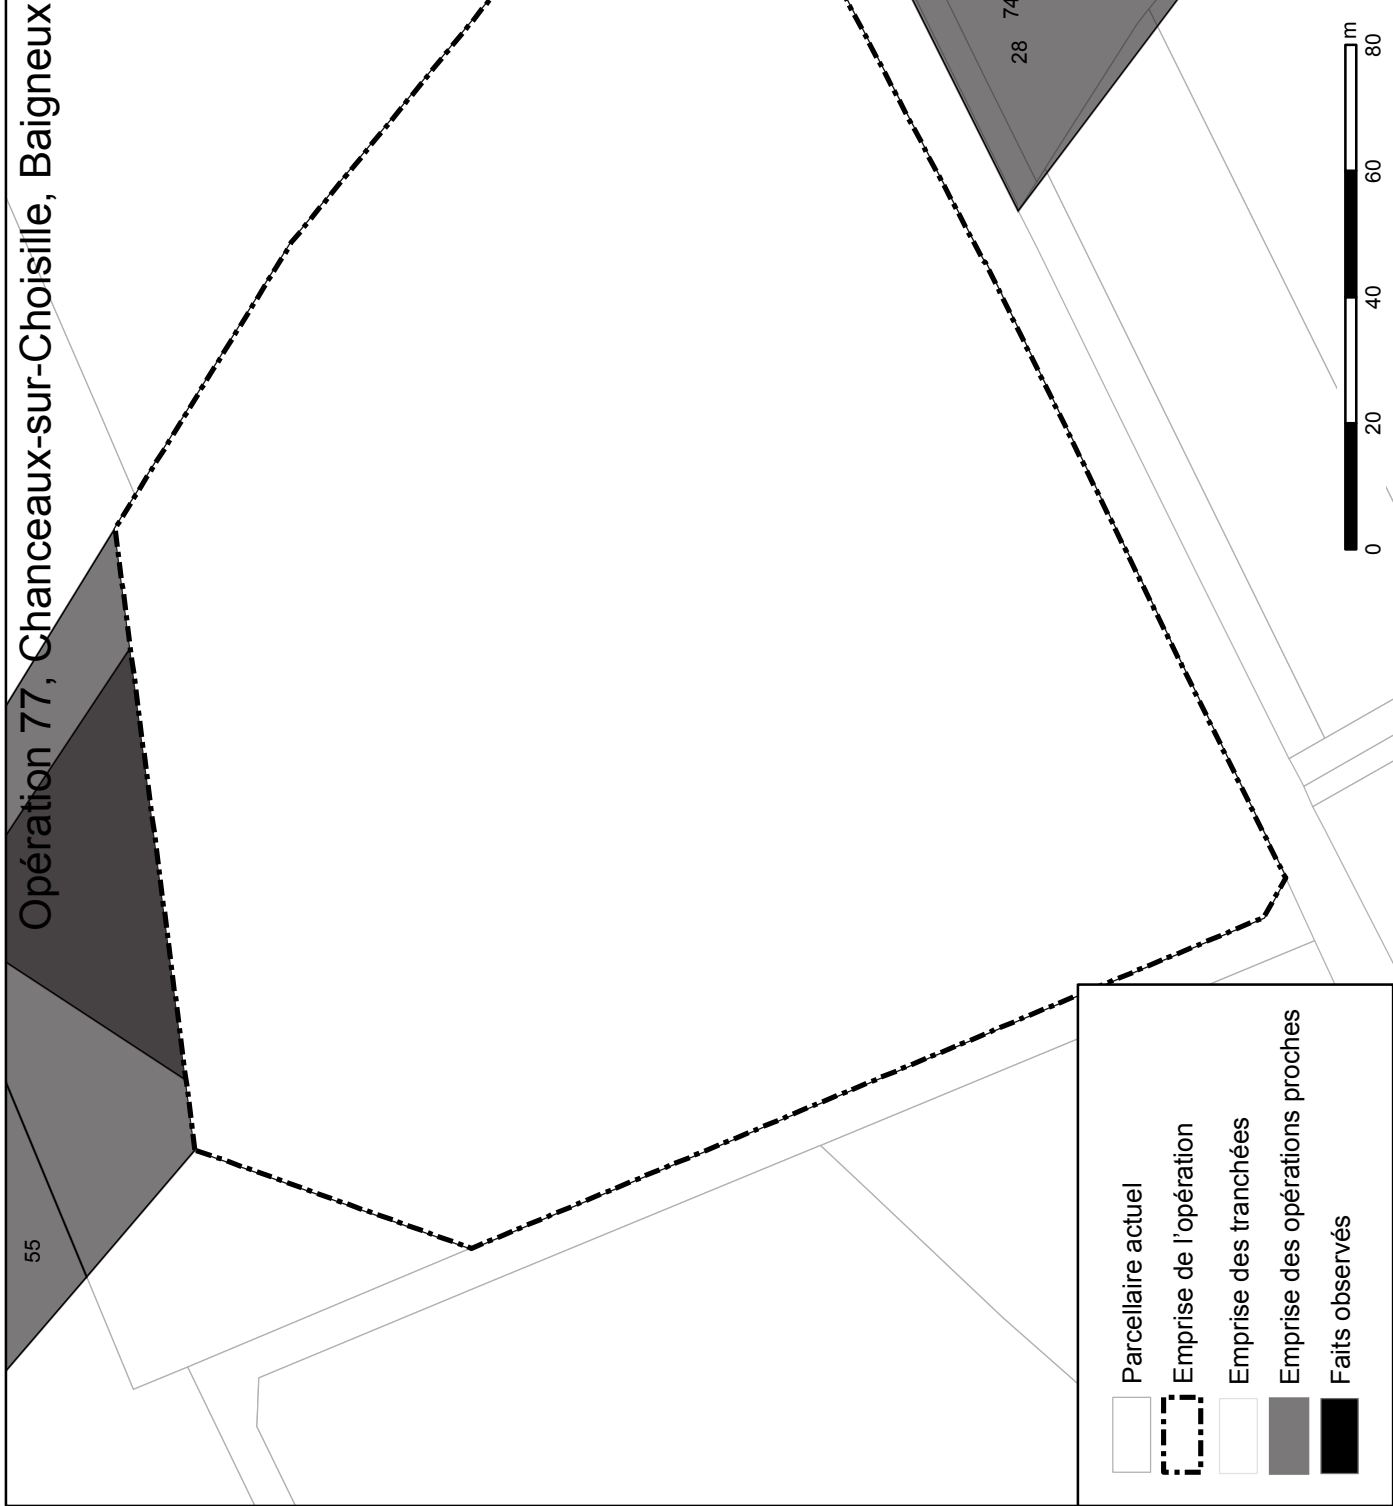 Opération 77, Chanceaux-sur-Choisille, Baigneux
55
28
74
Parcellaire actuel
Emprise de l'opération
Emprise des tranchées
Emprise des opérations proches
Faits observés
0 20 40 60 80 m